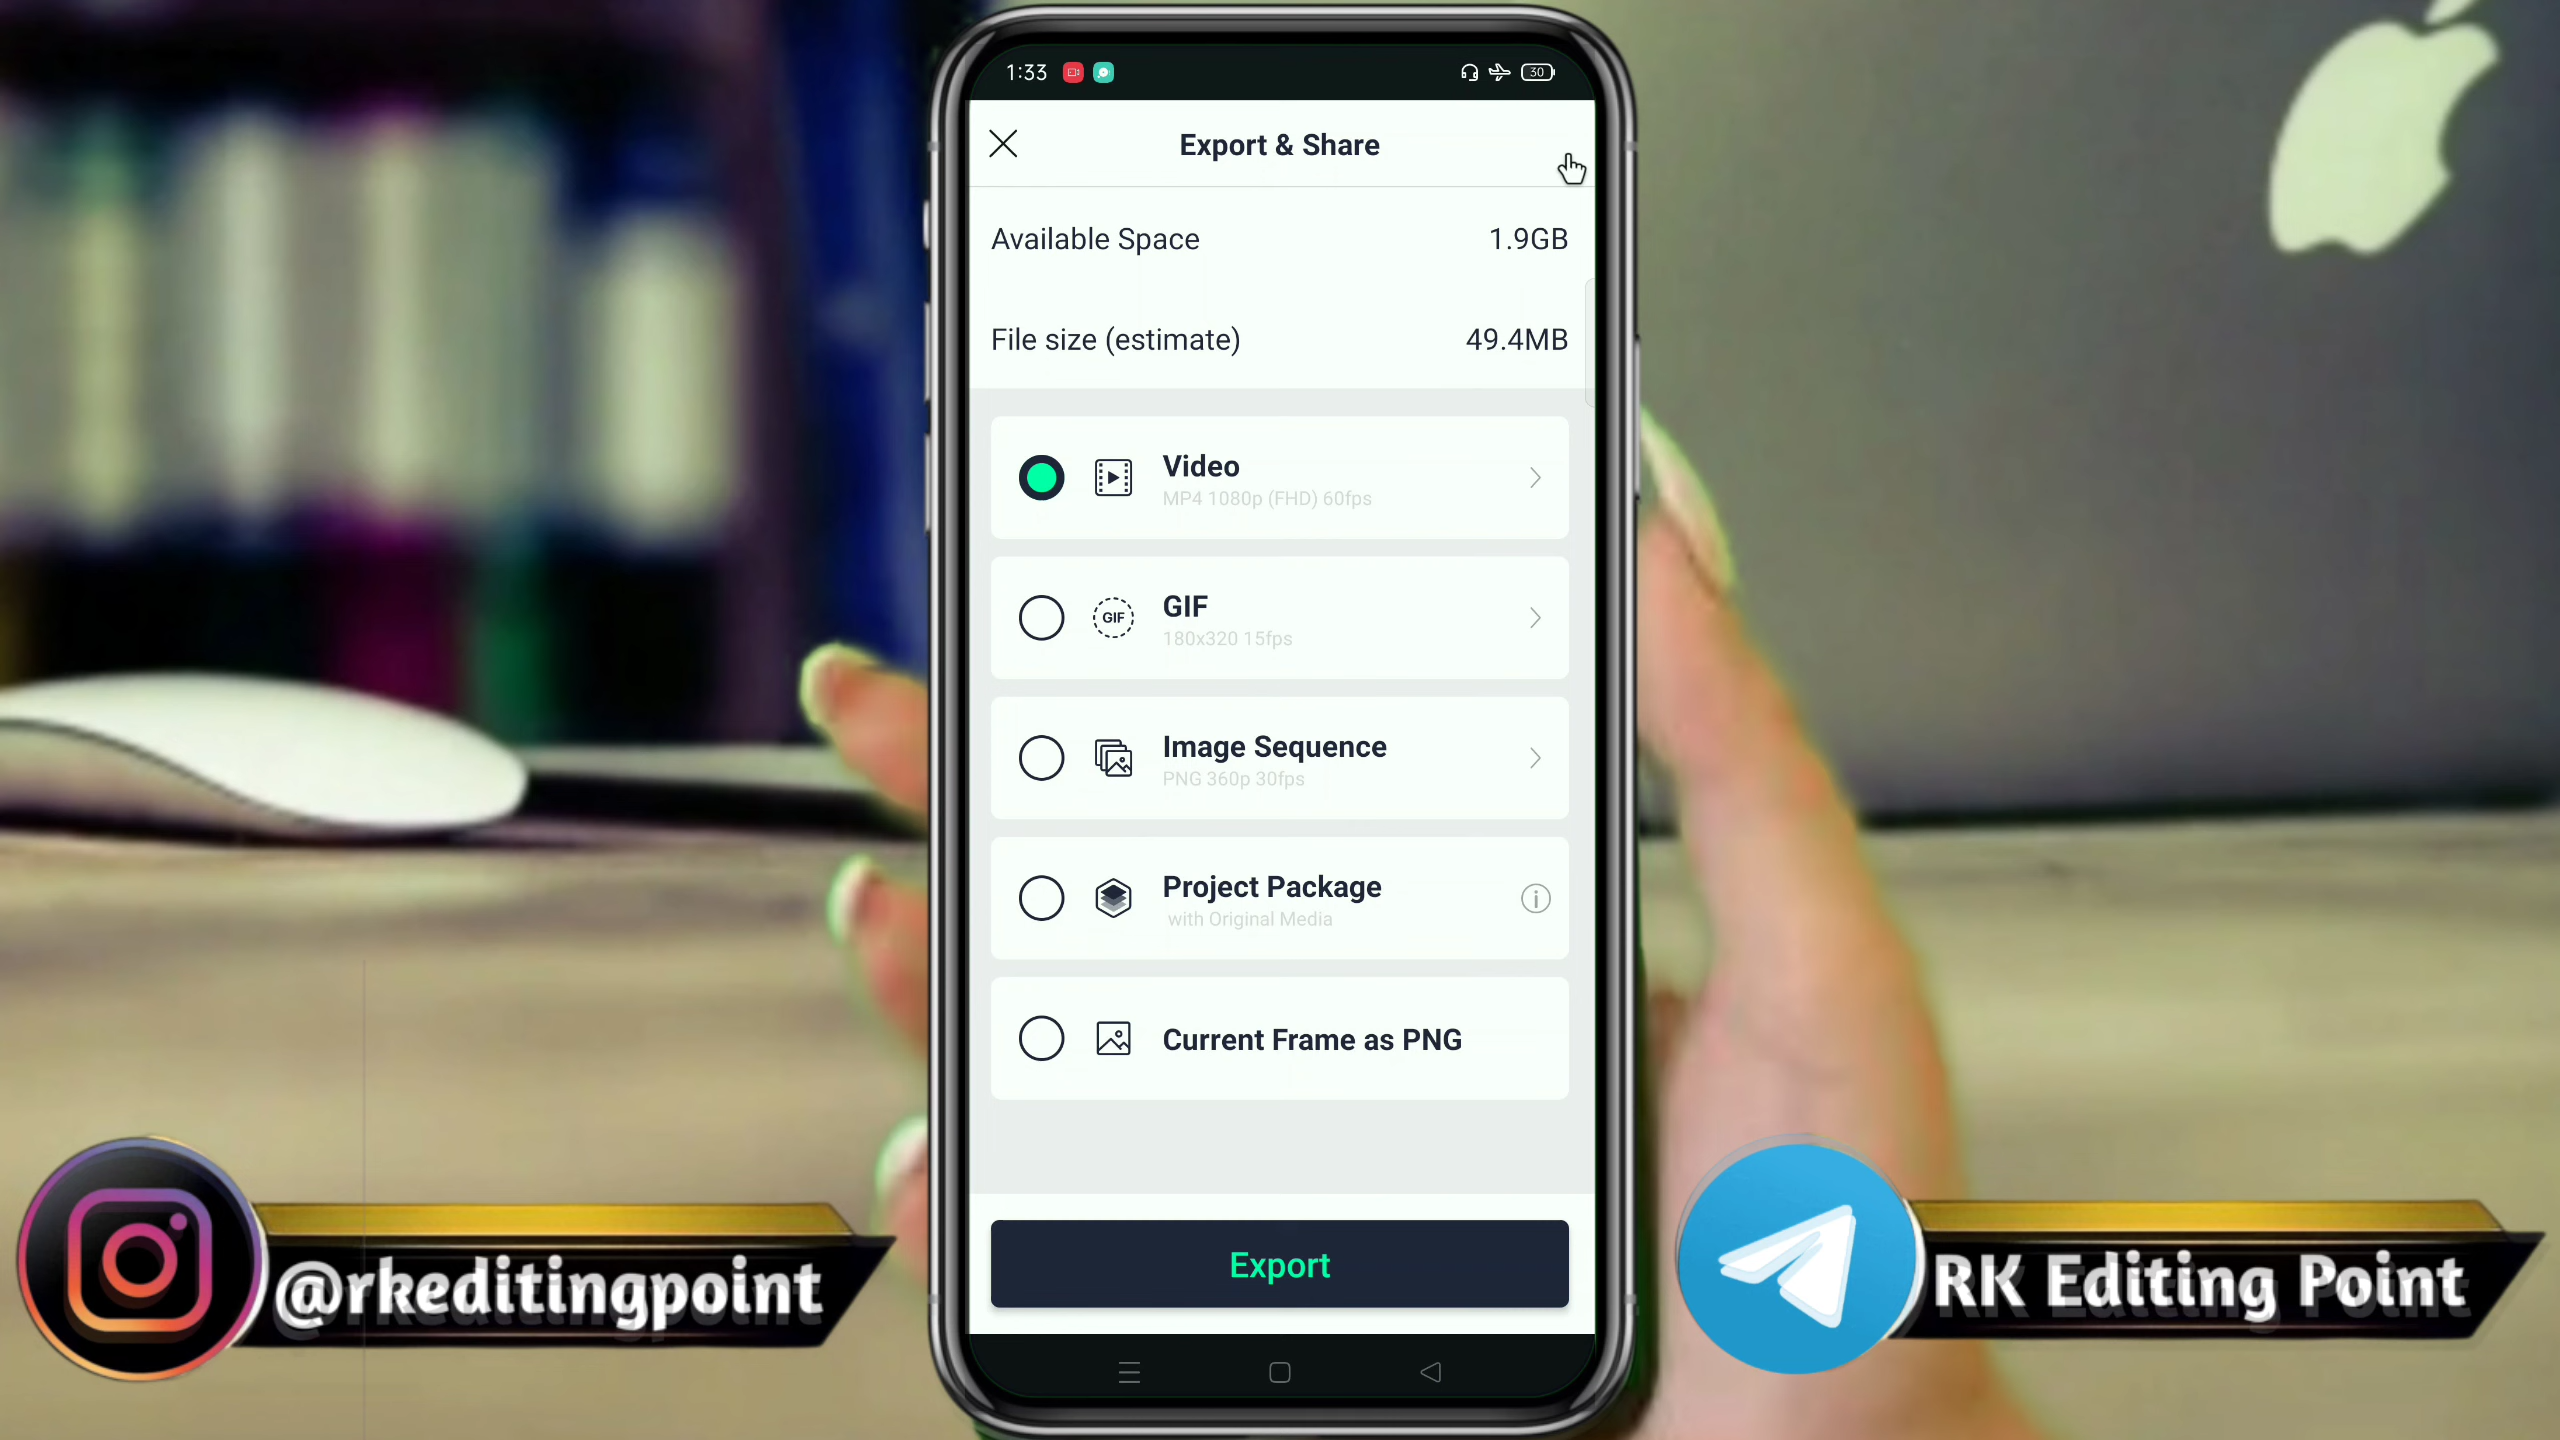 1:33
30
Export & Share
Available Space 1.9GB
File size (estimate) 49.4MB
Video
MP4 1080p (FHD) 60fps
GIF
GIF
180x320 15fps
Image Sequence
PNG 360p 30fps
Project Package
with Original Media
Current Frame as PNG
Export
@rkeditingpoint
RK Editing Point